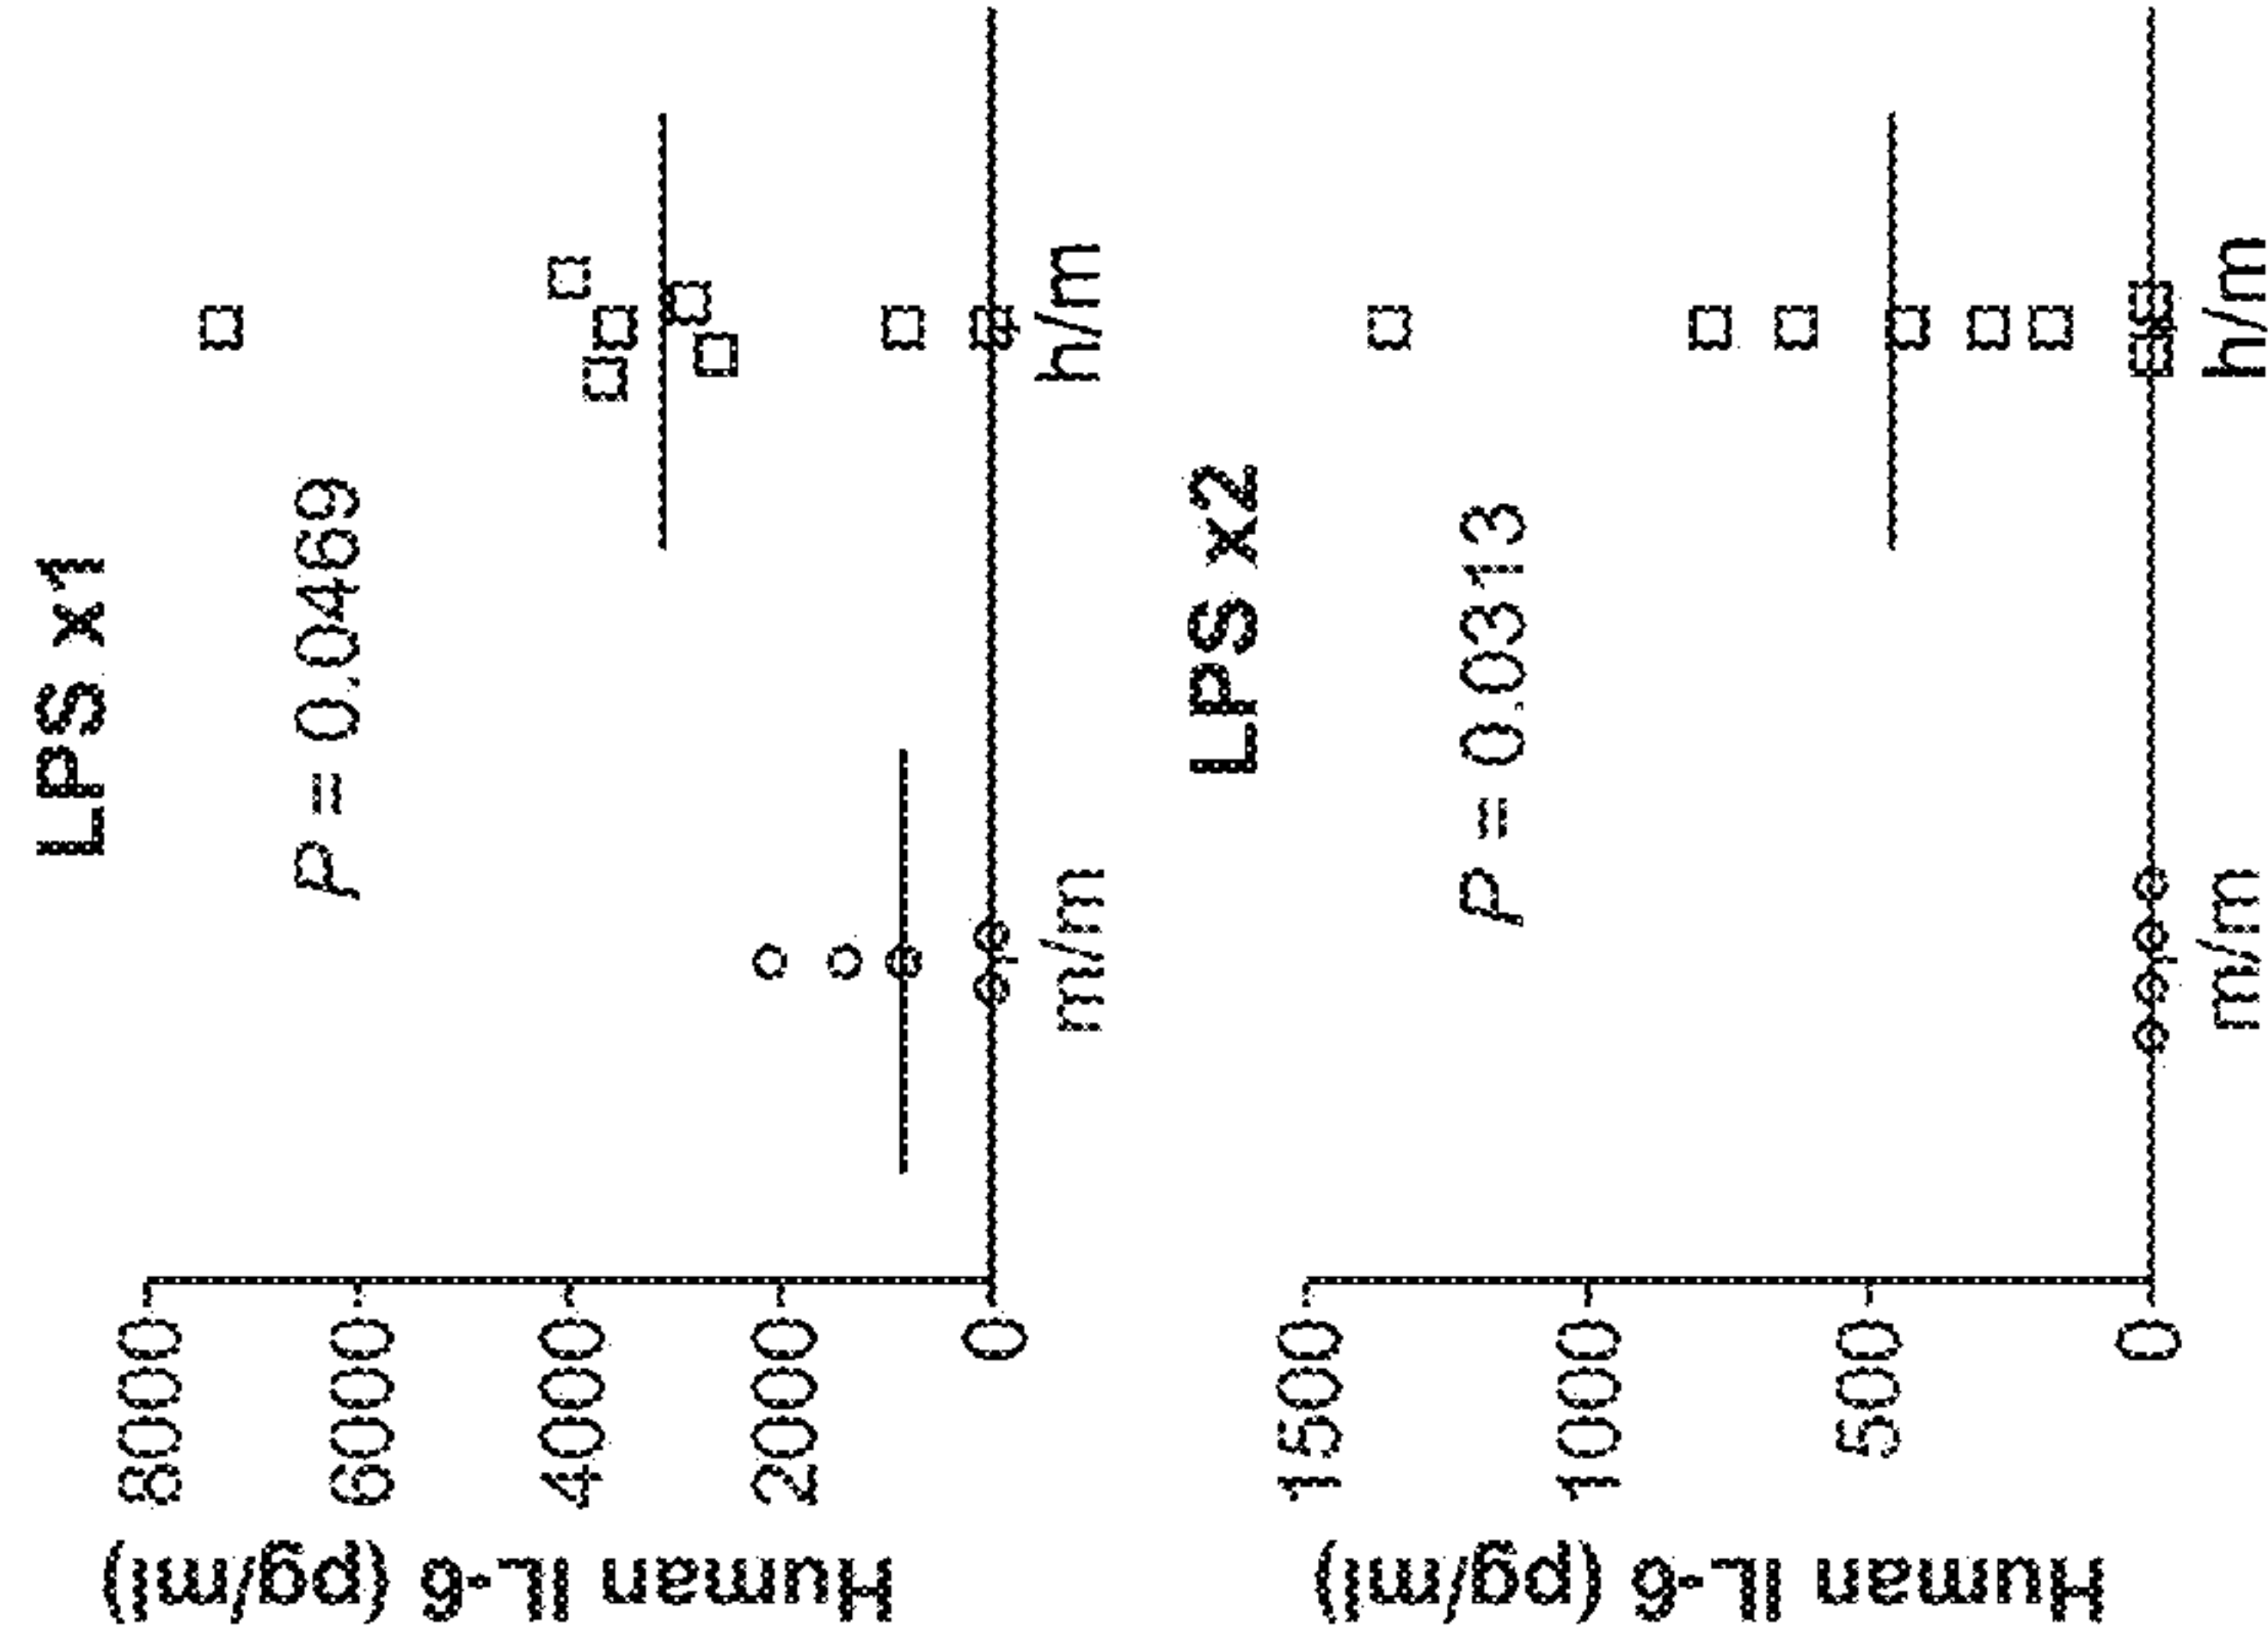 LPS x1
P = 0.0469
Human IL-6 (pg/ml)
8000
6000
4000
2000
0
m/m
h/m
LPS x2
P = 0.0313
Human IL-6 (pg/ml)
1500
1000
500
0
m/m
h/m